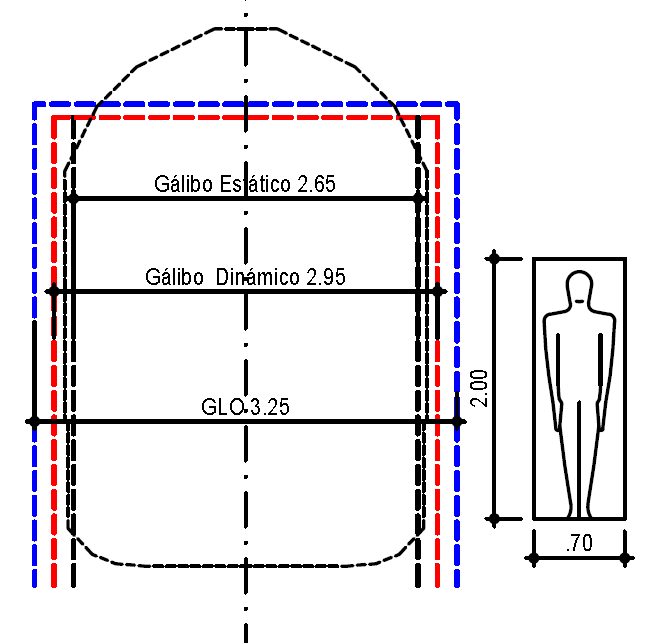 Gálibo Estático 2.65
Gálibo Dinámico 2.95
GLO 3.25
2.00
.70